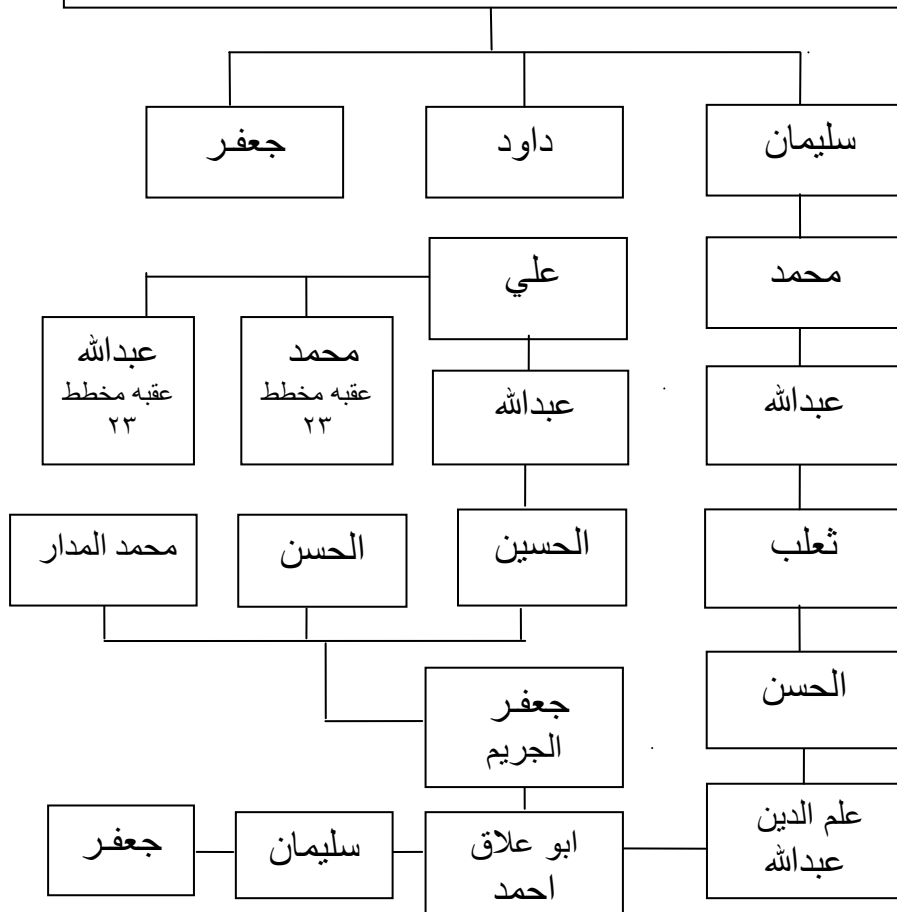 سليمان
داود
جعفر
محمد
علي
عبدالله
عبدالله
محمد
عقبه مخطط
٢٣
عبدالله
عقبه مخطط
٢٣
ثعلب
الحسين
الحسن
محمد المدار
الحسن
جعفر
الجريم
علم الدين
عبدالله
ابو علاق
احمد
سليمان
جعفر